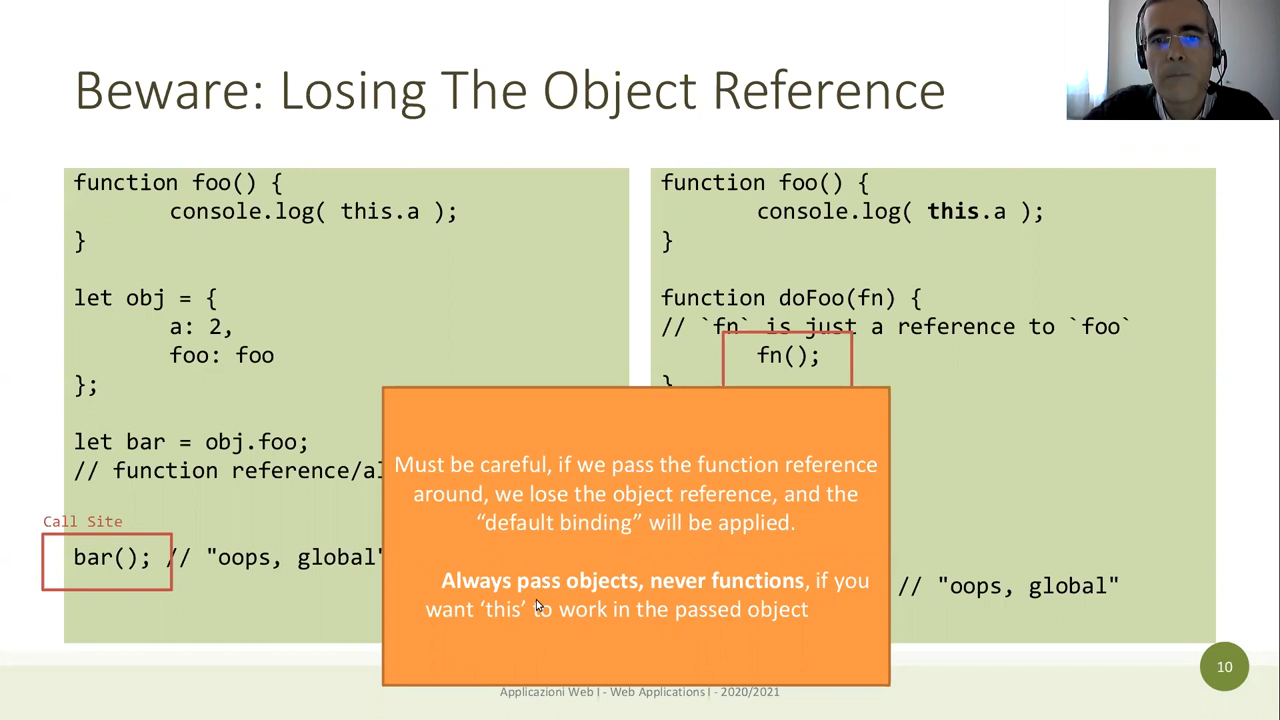 Beware: Losing The Object Reference
function foo() {
console.log( this.a );
}
let obj = {
a: 2,
foo: foo
};
let bar = obj.foo;
// function reference/al
Call Site
bar(); // "oops, global"
function foo() {
console.log( this.a );
}
function doFoo(fn) {
// `fn` is just a reference to `foo`
fn();
}
// "oops, global"
Must be careful, if we pass the function reference
around, we lose the object reference, and the
“default binding” will be applied.
Always pass objects, never functions, if you
want ‘this’ to work in the passed object
Applicazioni Web I - Web Applications I - 2020/2021
10